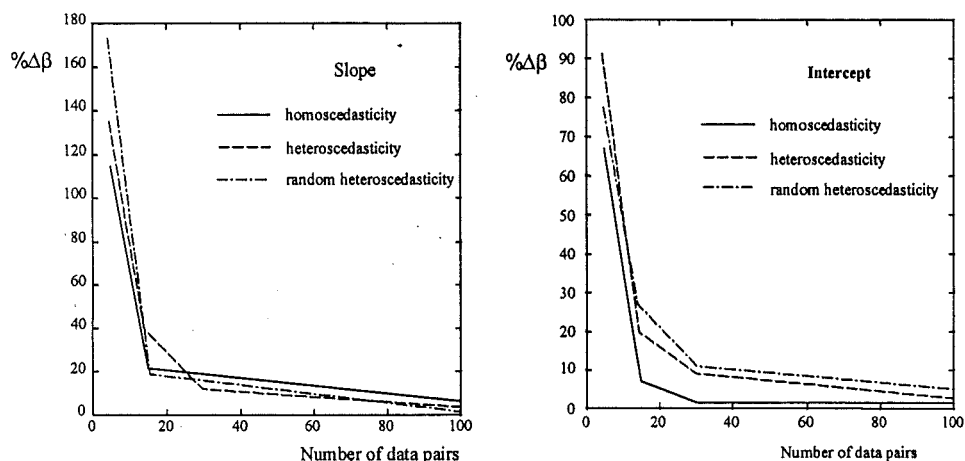 180
160
%Δβ
140
120
100
80
60
40
20
0
Slope
homoscedasticity
heteroscedasticity
random heteroscedasticity
0 20 40 60 80 100
Number of data pairs
100
90
%Δβ
80
70
60
50
40
30
20
10
0
Intercept
homoscedasticity
heteroscedasticity
random heteroscedasticity
0 20 40 60 80 100
Number of data pairs